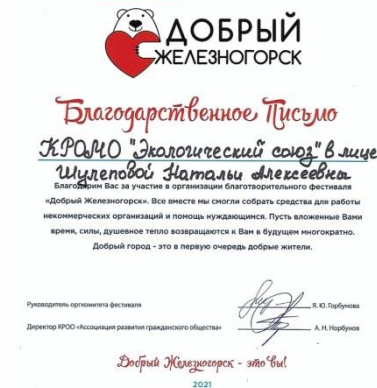 ДОБРЫЙ
ЖЕЛЕЗНОГОРСК
Благодарственное Письмо
КРОМО "Экологический союз" в лице
Шулеповой Натальи Алексеевны
Благодарим Вас за участие в организации благотворительного фестиваля
«Добрый Железногорск». Все вместе мы смогли собрать средства для работы
некоммерческих организаций и помощь нуждающимся. Пусть вложенные Вами
время, силы, душевное тепло возвращаются к Вам в будущем многократно.
Добрый город - это в первую очередь добрые жители.
Руководитель оргкомитета фестиваля
Я. Ю. Горбунова
Директор КРОО «Ассоциация развития гражданского общества»
А. Н. Норбунов
Добрый Железногорск - это вы!
2021